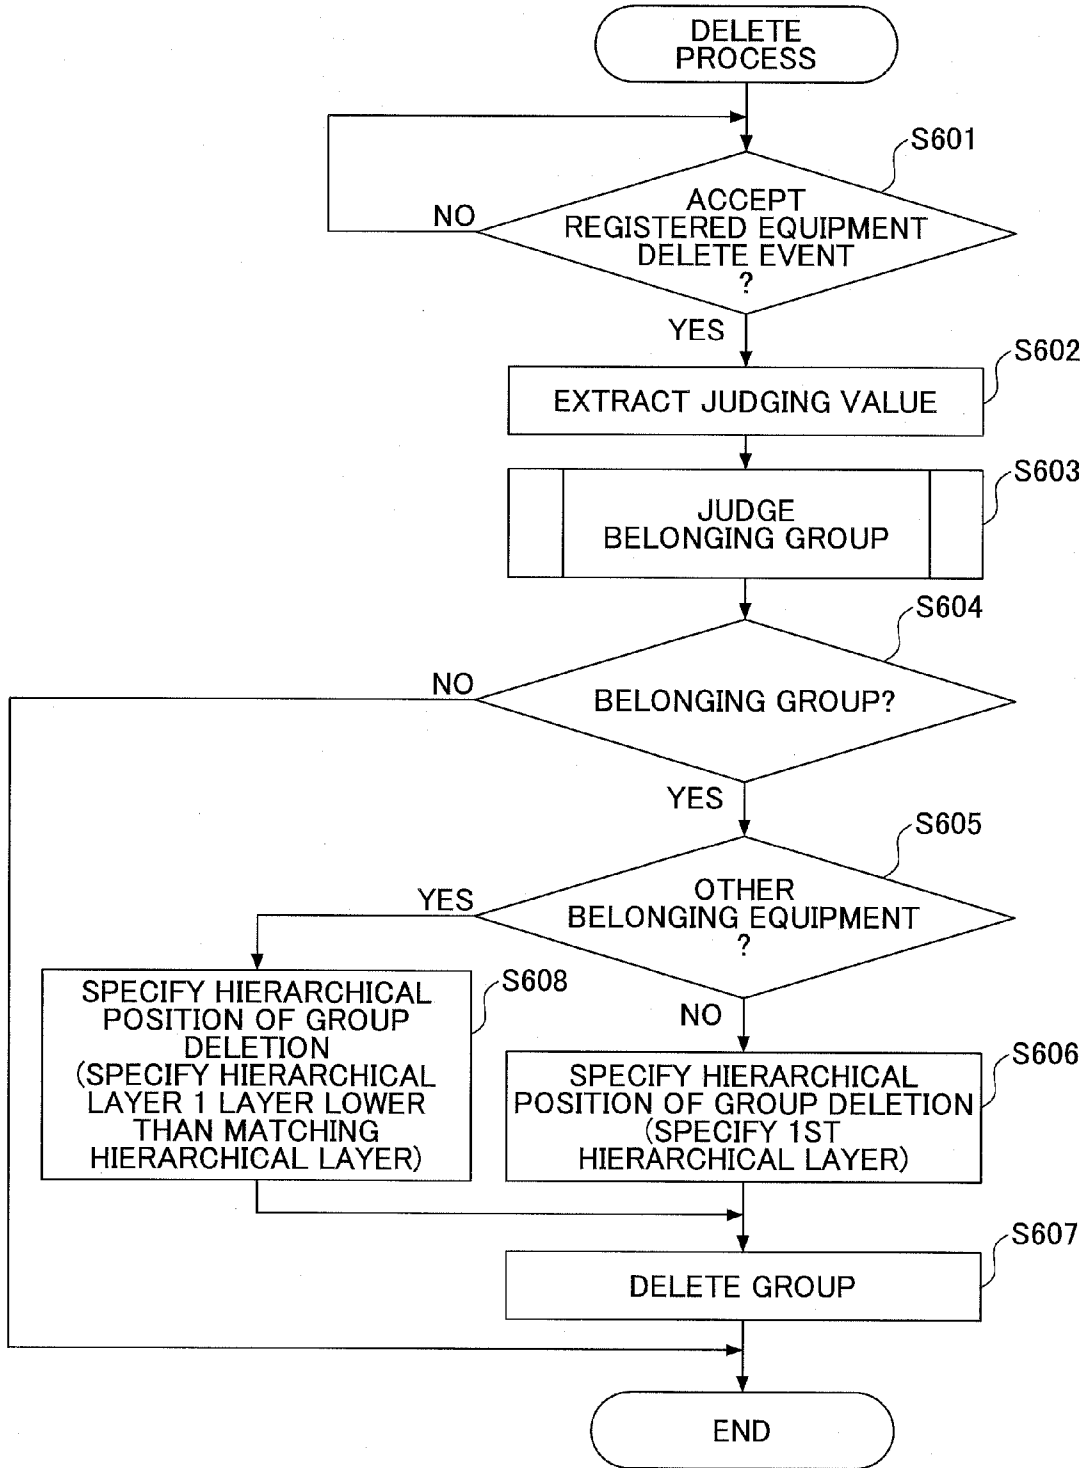 DELETE
PROCESS
S601
ACCEPT
REGISTERED EQUIPMENT
DELETE EVENT
?
NO
YES
S602
EXTRACT JUDGING VALUE
S603
JUDGE
BELONGING GROUP
S604
BELONGING GROUP?
NO
YES
S605
OTHER
BELONGING EQUIPMENT
?
YES
NO
S608
SPECIFY HIERARCHICAL
POSITION OF GROUP
DELETION
(SPECIFY HIERARCHICAL
LAYER 1 LAYER LOWER
THAN MATCHING
HIERARCHICAL LAYER)
S606
SPECIFY HIERARCHICAL
POSITION OF GROUP DELETION
(SPECIFY 1ST
HIERARCHICAL LAYER)
S607
DELETE GROUP
END